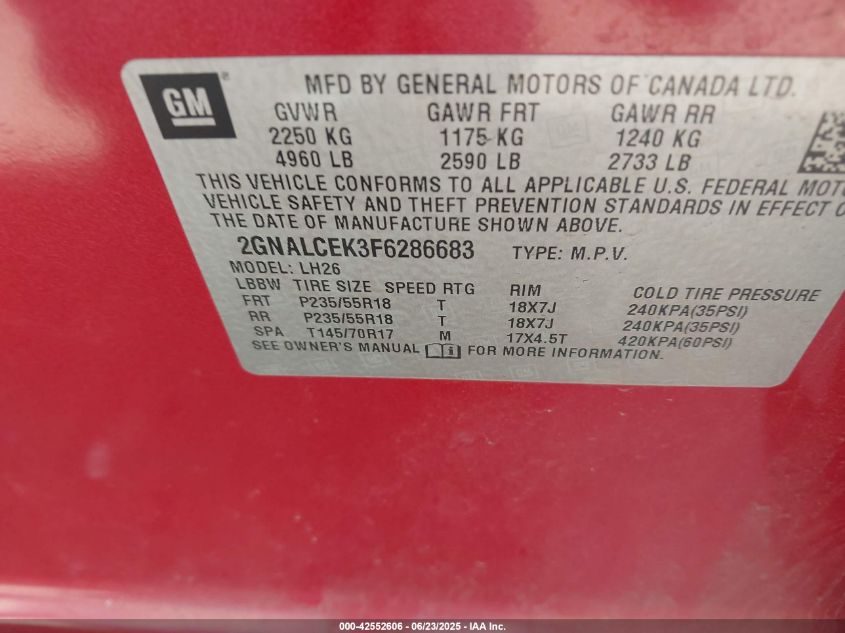 GM®
MFD BY GENERAL MOTORS OF CANADA LTD.
GVWR GAWR FRT GAWR RR
2250 KG 1175 KG 1240 KG
4960 LB 2590 LB 2733 LB
THIS VEHICLE CONFORMS TO ALL APPLICABLE U.S. FEDERAL
VEHICLE SAFETY AND THEFT PREVENTION STANDARDS IN EFFECT
THE DATE OF MANUFACTURE SHOWN ABOVE.
2GNALCEK3F6286683 TYPE: M.P.V.
MODEL: LH26
LBBW TIRE SIZE SPEED RTG RIM COLD TIRE PRESSURE
FRT P235/55R18 T 18X7J 240KPA(35PSI)
RR P235/55R18 T 18X7J 240KPA(35PSI)
SPA T145/70R17 M 17X4.5T 420KPA(60PSI)
SEE OWNER'S MANUAL FOR MORE INFORMATION.
000-42552606 - 06/23/2025 - IAA Inc.